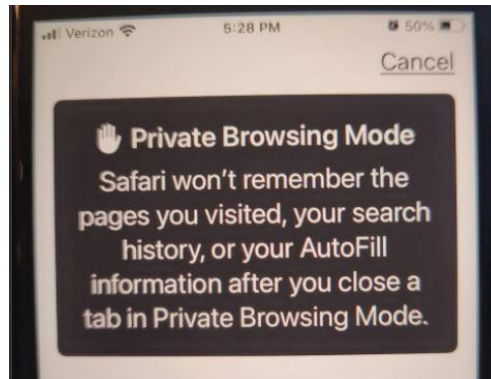 Verizon 5:28 PM 50%
Cancel
Private Browsing Mode
Safari won't remember the
pages you visited, your search
history, or your AutoFill
information after you close a
tab in Private Browsing Mode.